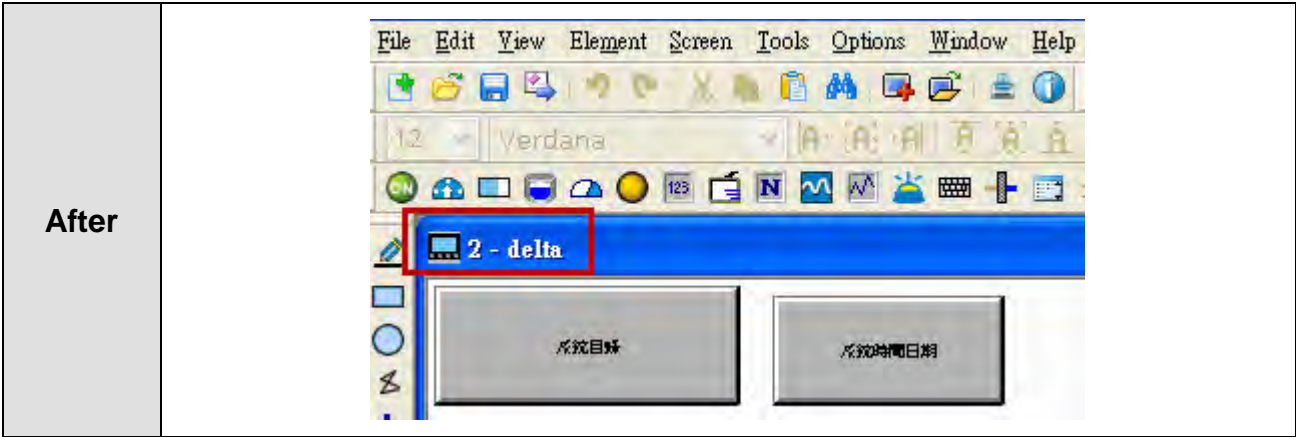 After
File Edit View Element Screen Tools Options Window Help
12 Verdana
2 - delta
系統目錄
系統時間日期